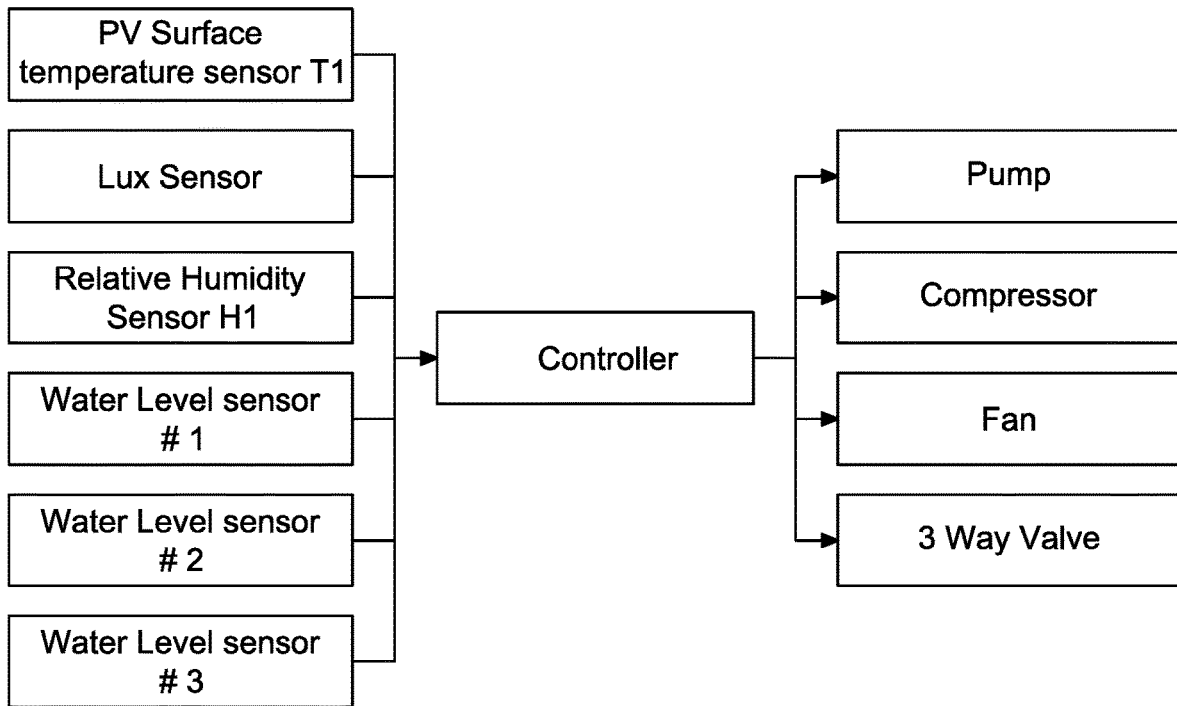 PV Surface
temperature sensor T1
Lux Sensor
Relative Humidity
Sensor H1
Water Level sensor
# 1
Water Level sensor
# 2
Water Level sensor
# 3
Controller
Pump
Compressor
Fan
3 Way Valve